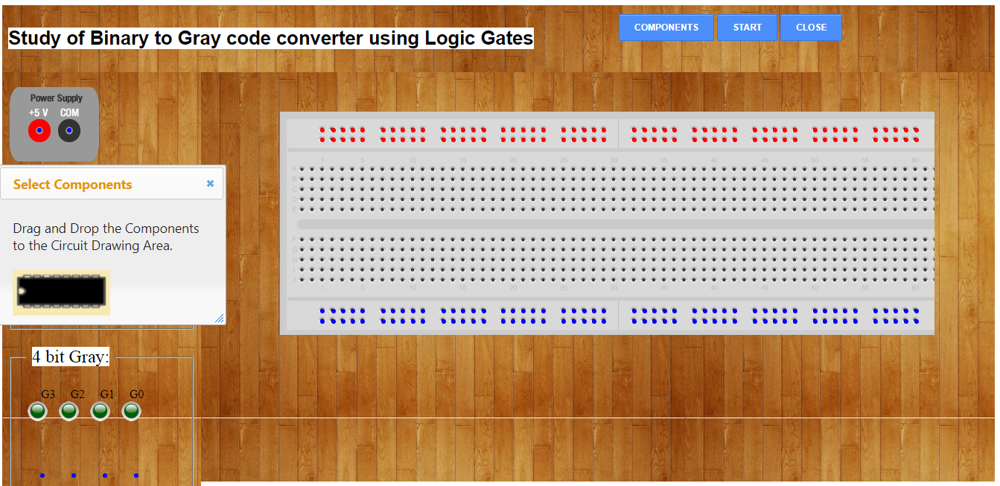 Study of Binary to Gray code converter using Logic Gates
COMPONENTS START CLOSE
Power Supply
+5 V COM
Select Components
Drag and Drop the Components
to the Circuit Drawing Area.
1 5 10 15 20 25 30 35 40 45 50 55 60
A
B
C
D
E
F
G
H
I
J
1 5 10 15 20 25 30 35 40 45 50 55 60
4 bit Gray:
G3 G2 G1 G0